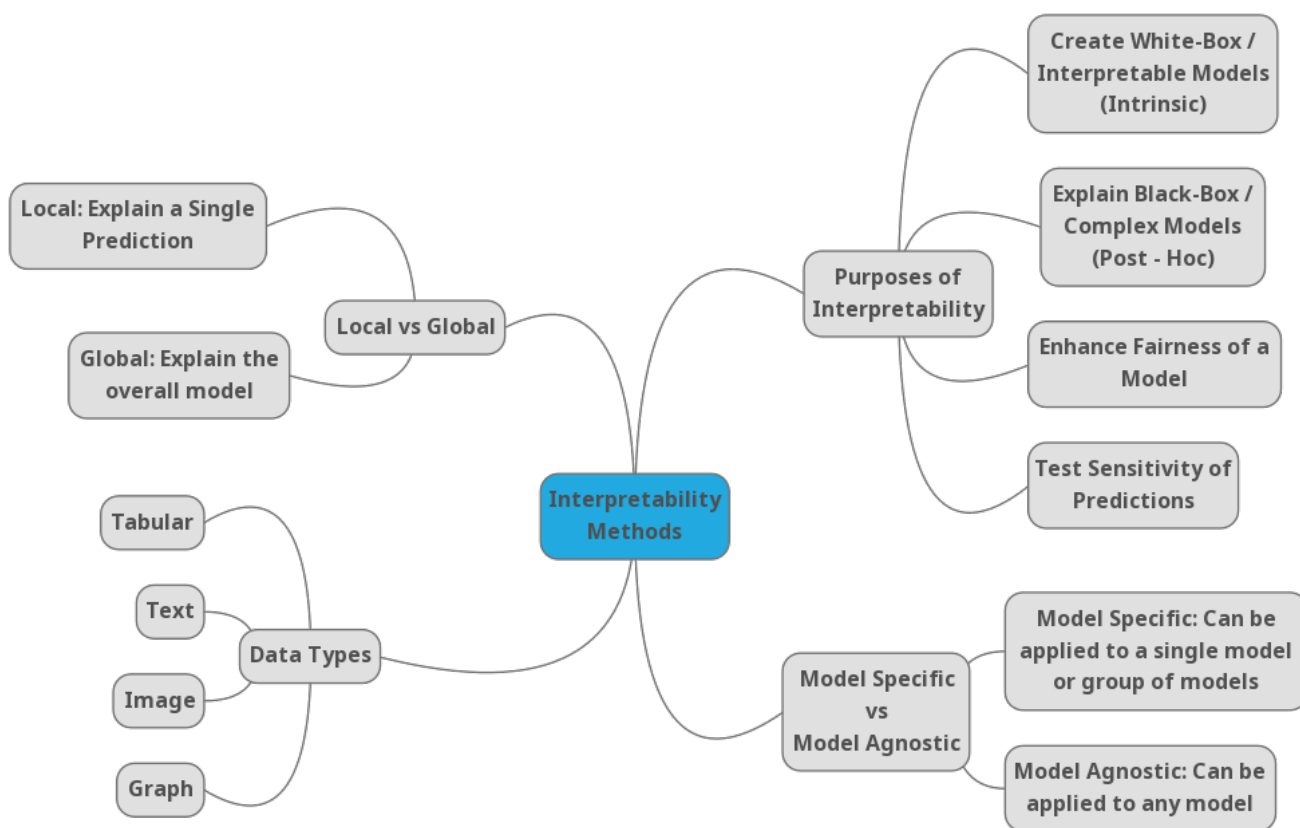 Create White-Box /
Interpretable Models
(Intrinsic)
Explain Black-Box /
Complex Models
(Post - Hoc)
Purposes of
Interpretability
Enhance Fairness of a
Model
Test Sensitivity of
Predictions
Local: Explain a Single
Prediction
Local vs Global
Global: Explain the
overall model
Interpretability
Methods
Tabular
Text
Data Types
Image
Graph
Model Specific: Can be
applied to a single model
or group of models
Model Specific
vs
Model Agnostic
Model Agnostic: Can be
applied to any model